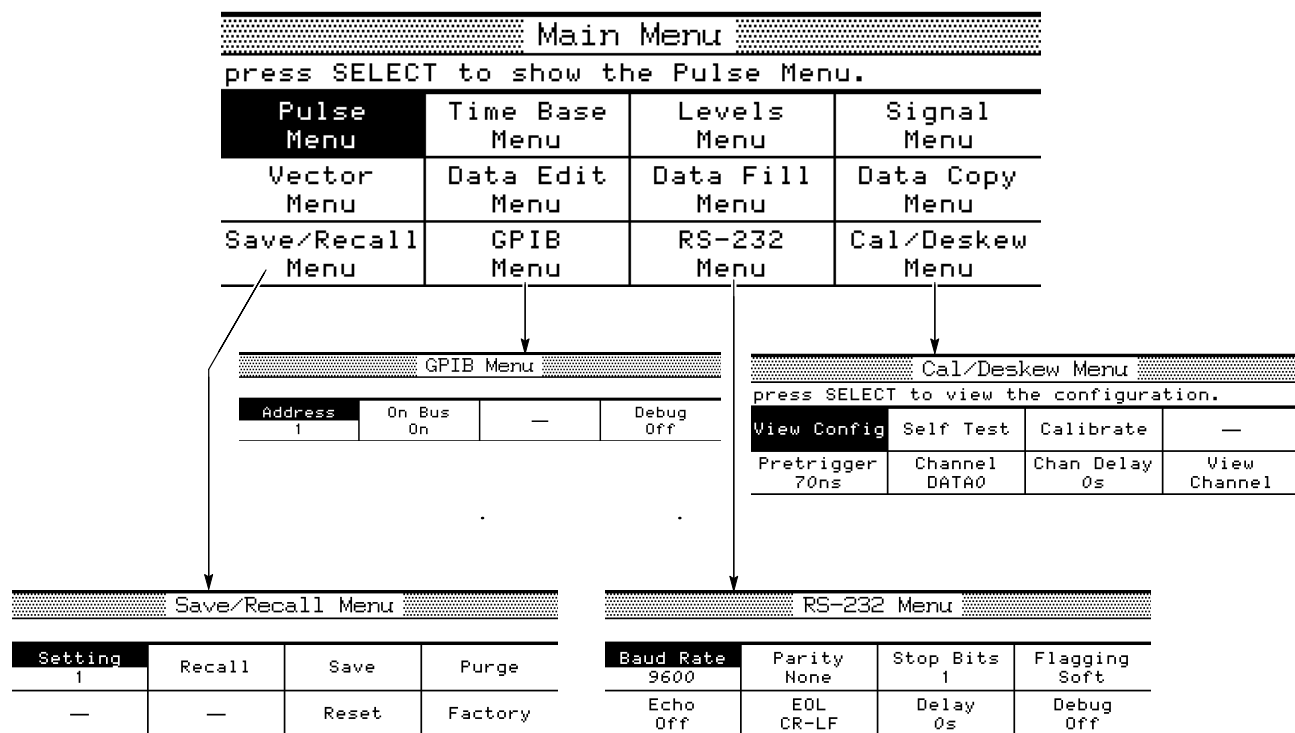 Main Menu
press SELECT to show the Pulse Menu.
Pulse Menu
Time Base Menu
Levels Menu
Signal Menu
Vector Menu
Data Edit Menu
Data Fill Menu
Data Copy Menu
Save/Recall Menu
GPIB Menu
RS-232 Menu
Cal/Deskew Menu
GPIB Menu
Address 1
On Bus On
—
Debug Off
Cal/Deskew Menu
press SELECT to view the configuration.
View Config
Self Test
Calibrate
—
Pretrigger 70ns
Channel DATA0
Chan Delay 0s
View Channel
Save/Recall Menu
Setting 1
Recall
Save
Purge
—
—
Reset
Factory
RS-232 Menu
Baud Rate 9600
Parity None
Stop Bits 1
Flagging Soft
Echo Off
EOL CR-LF
Delay 0s
Debug Off